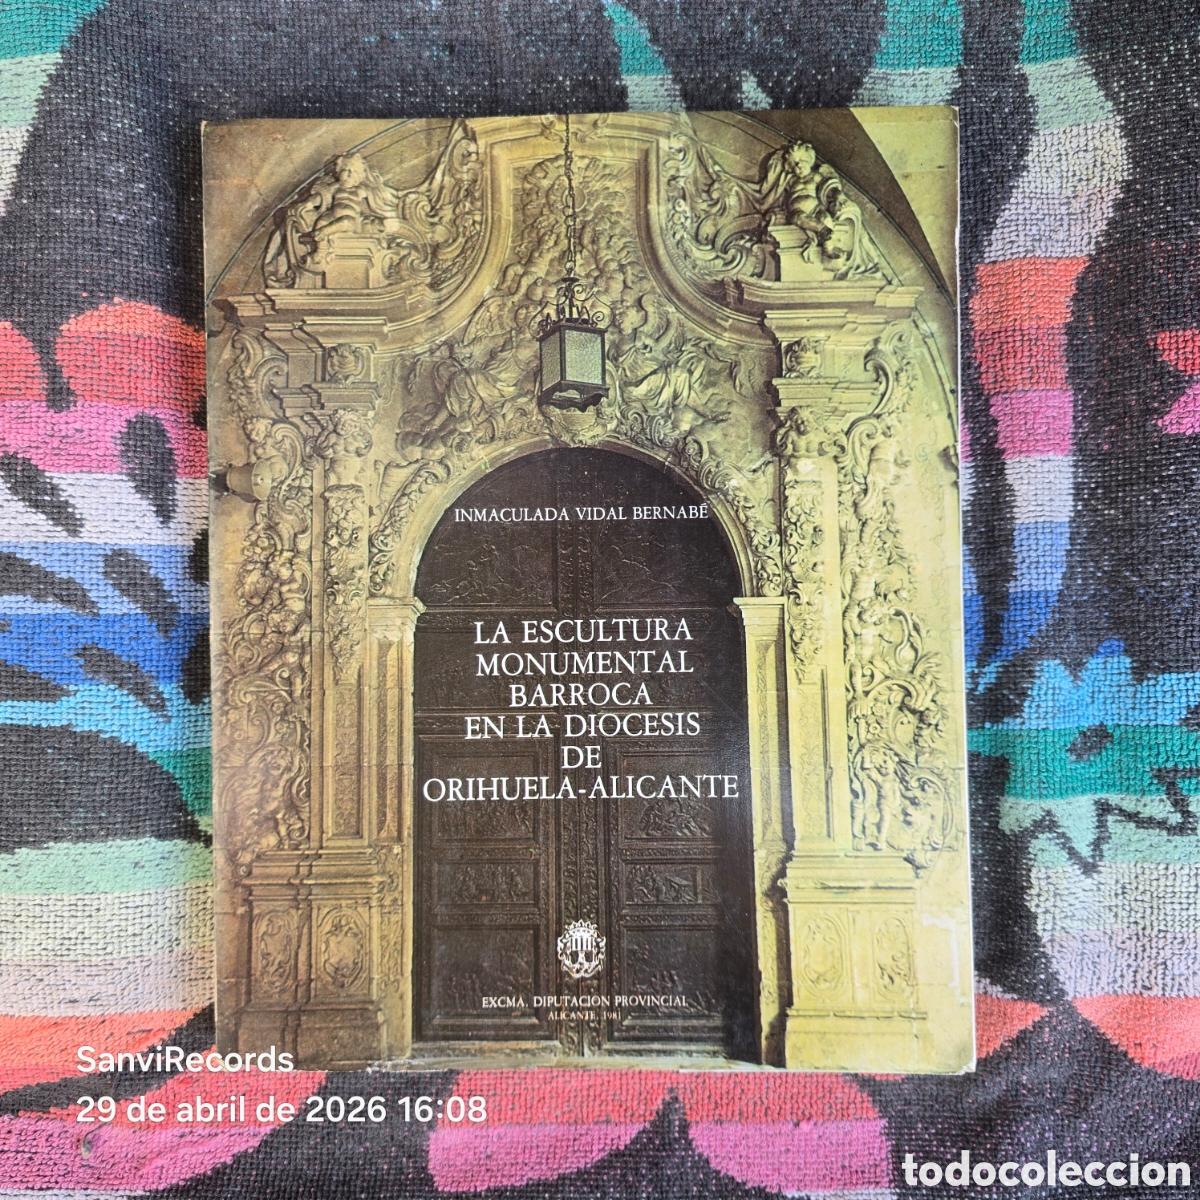 INMACULADA VIDAL BERNABÉ
LA ESCULTURA
MONUMENTAL
BARROCA
EN LA DIOCESIS
DE
ORIHUELA-ALICANTE
EXCMA. DIPUTACION PROVINCIAL
ALICANTE, 1981
SanviRecords
29 de abril de 2026 16:08
todocoleccion